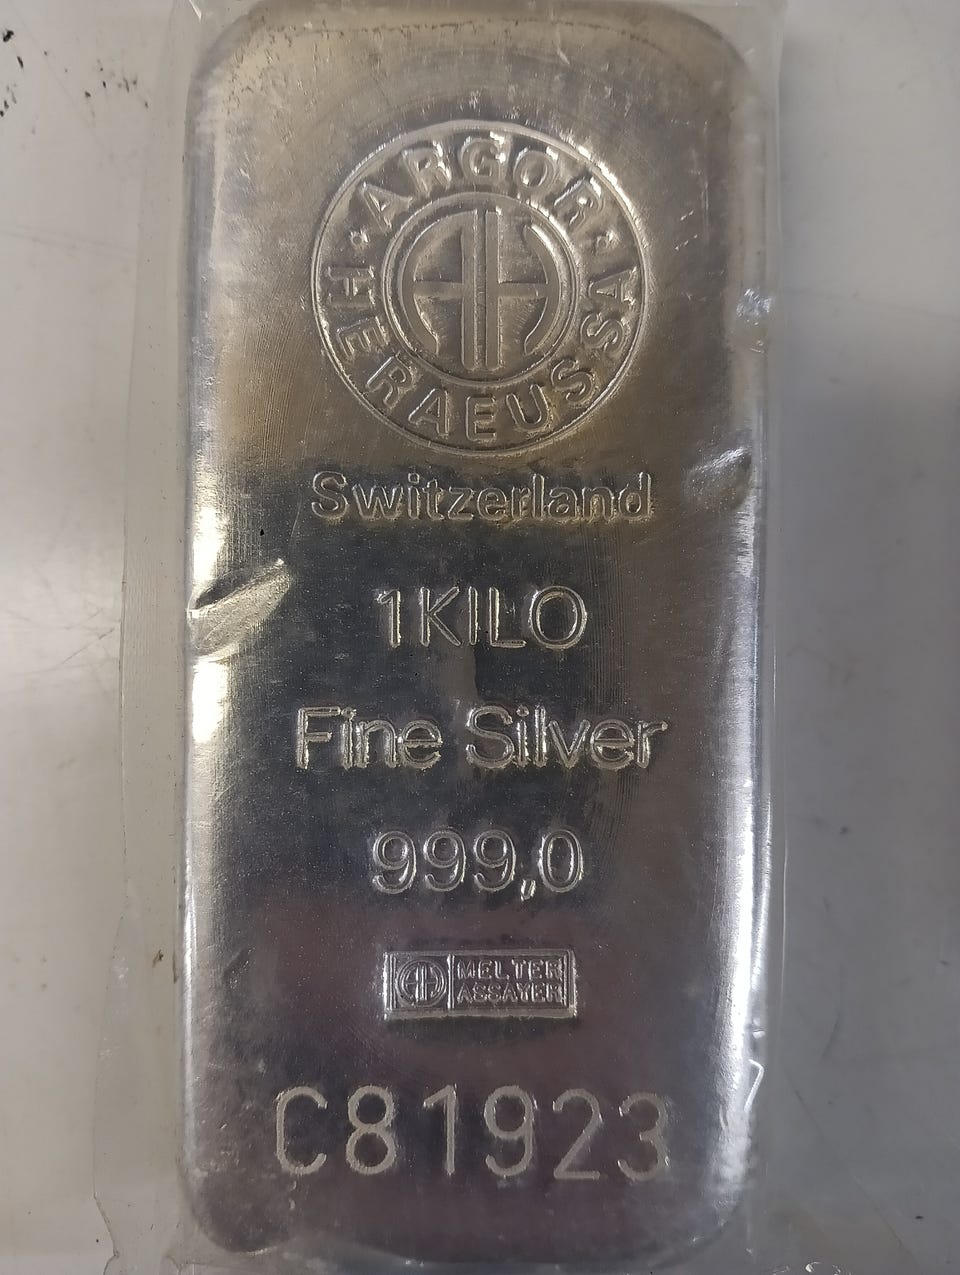 ARGOR
HERAEUS SA
Switzerland
1KILO
Fine Silver
999,0
MELTER
ASSAYER
C81923